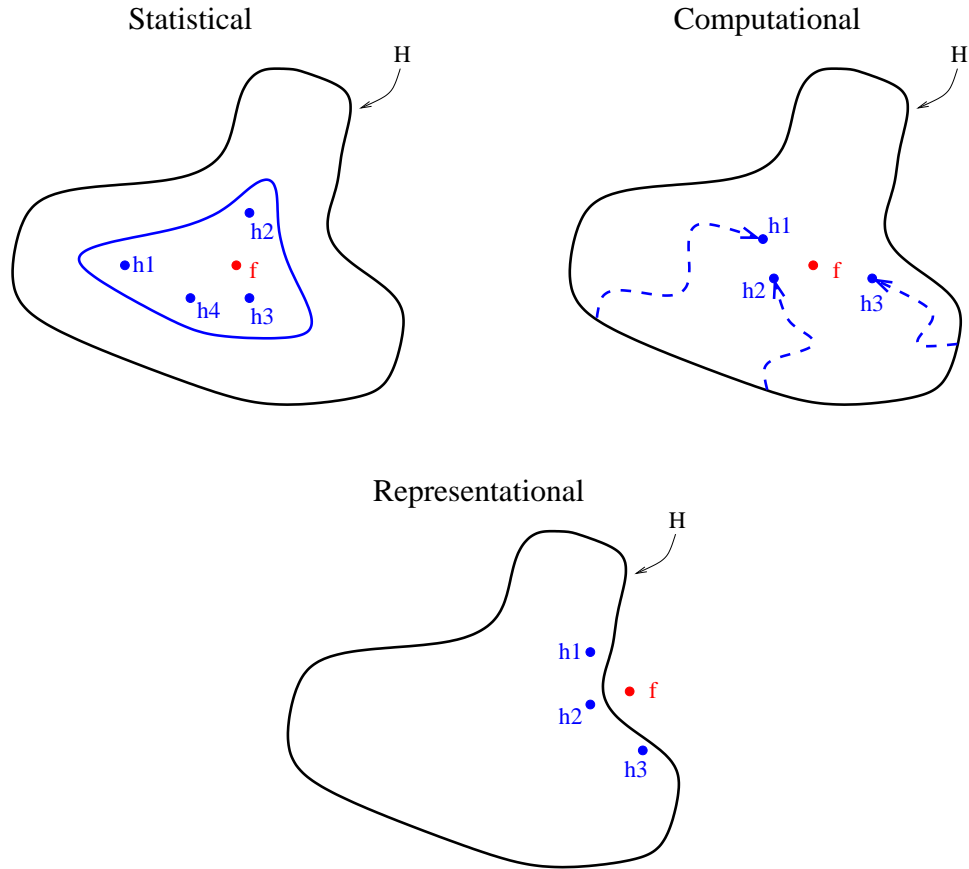 Statistical
H
h2
h1
f
h4
h3
Computational
H
h1
f
h2
h3
Representational
H
h1
f
h2
h3